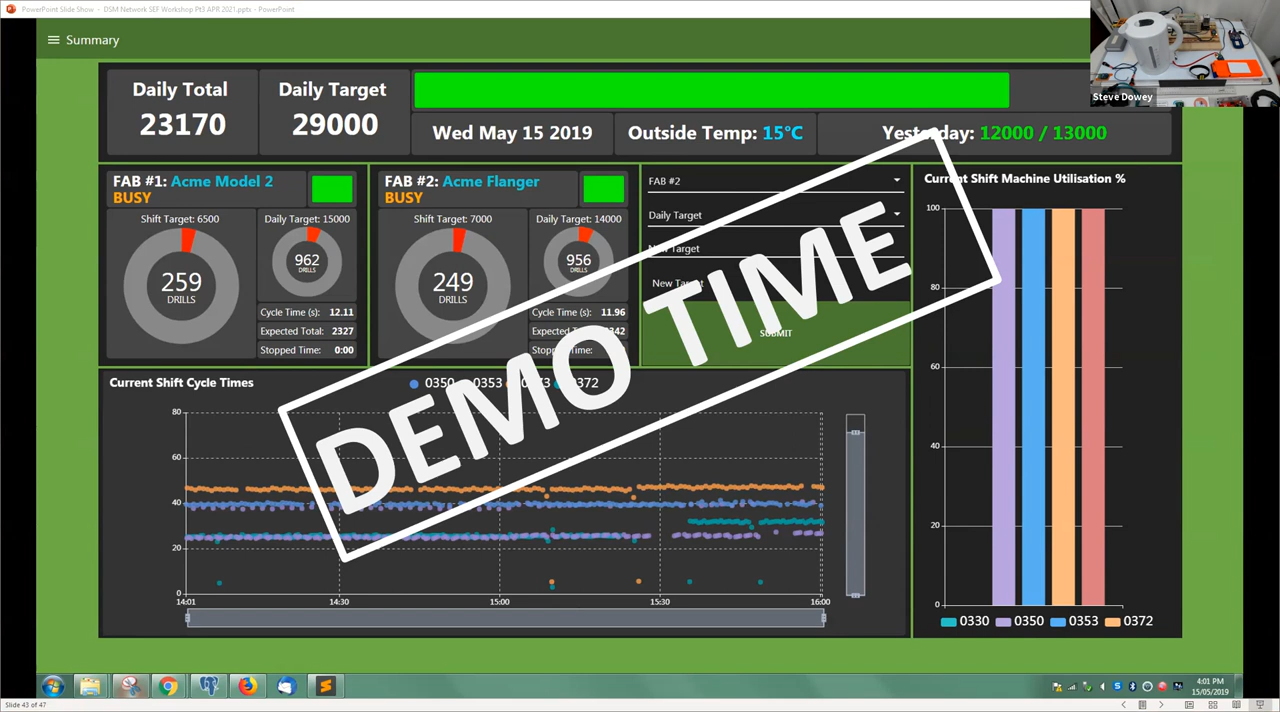 PowerPoint Slide Show - DSM Network SEF Workshop Pt3 APR 2021.pptx - PowerPoint
Summary
Steve Dowey
Daily Total
23170
Daily Target
29000
Wed May 15 2019
Outside Temp: 15°C
Yesterday: 12000 / 13000
FAB #1: Acme Model 2
BUSY
Shift Target: 6500
259
DRILLS
Daily Target: 15000
962
DRILLS
Cycle Time (s): 12.11
Expected Total: 2327
Stopped Time: 0:00
FAB #2: Acme Flanger
BUSY
Shift Target: 7000
249
DRILLS
Daily Target: 14000
956
DRILLS
Cycle Time (s): 11.96
Expected
Stopp
FAB #2
Daily Target
Target
New Target
SUBMIT
DEMO TIME
Current Shift Machine Utilisation %
100
80
60
40
20
0
0330 0350 0353 0372
Current Shift Cycle Times
0350 0353 0372
80
60
40
20
0
14:01 14:30 15:00 15:30 16:00
4:01 PM
15/05/2019
Slide 43 of 47